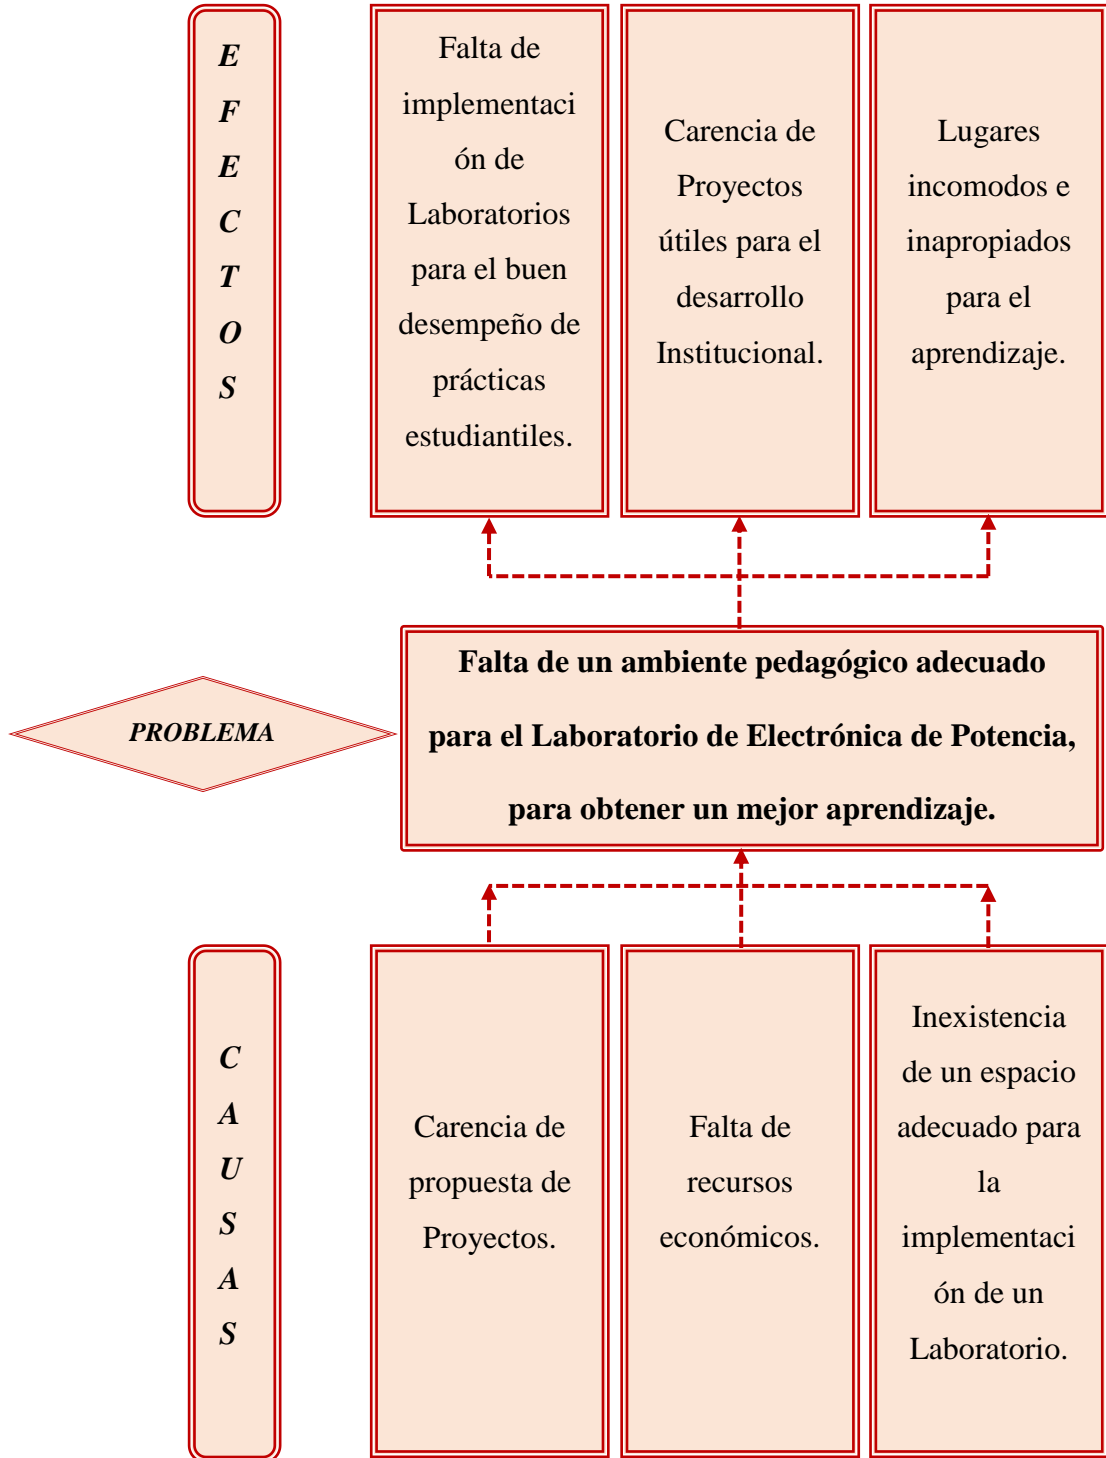 E
F
E
C
T
O
S
Falta de
implementaci
ón de
Laboratorios
para el buen
desempeño de
prácticas
estudiantiles.
Carencia de
Proyectos
útiles para el
desarrollo
Institucional.
Lugares
incomodos e
inapropiados
para el
aprendizaje.
PROBLEMA
Falta de un ambiente pedagógico adecuado
para el Laboratorio de Electrónica de Potencia,
para obtener un mejor aprendizaje.
C
A
U
S
A
S
Carencia de
propuesta de
Proyectos.
Falta de
recursos
económicos.
Inexistencia
de un espacio
adecuado para
la
implementaci
ón de un
Laboratorio.